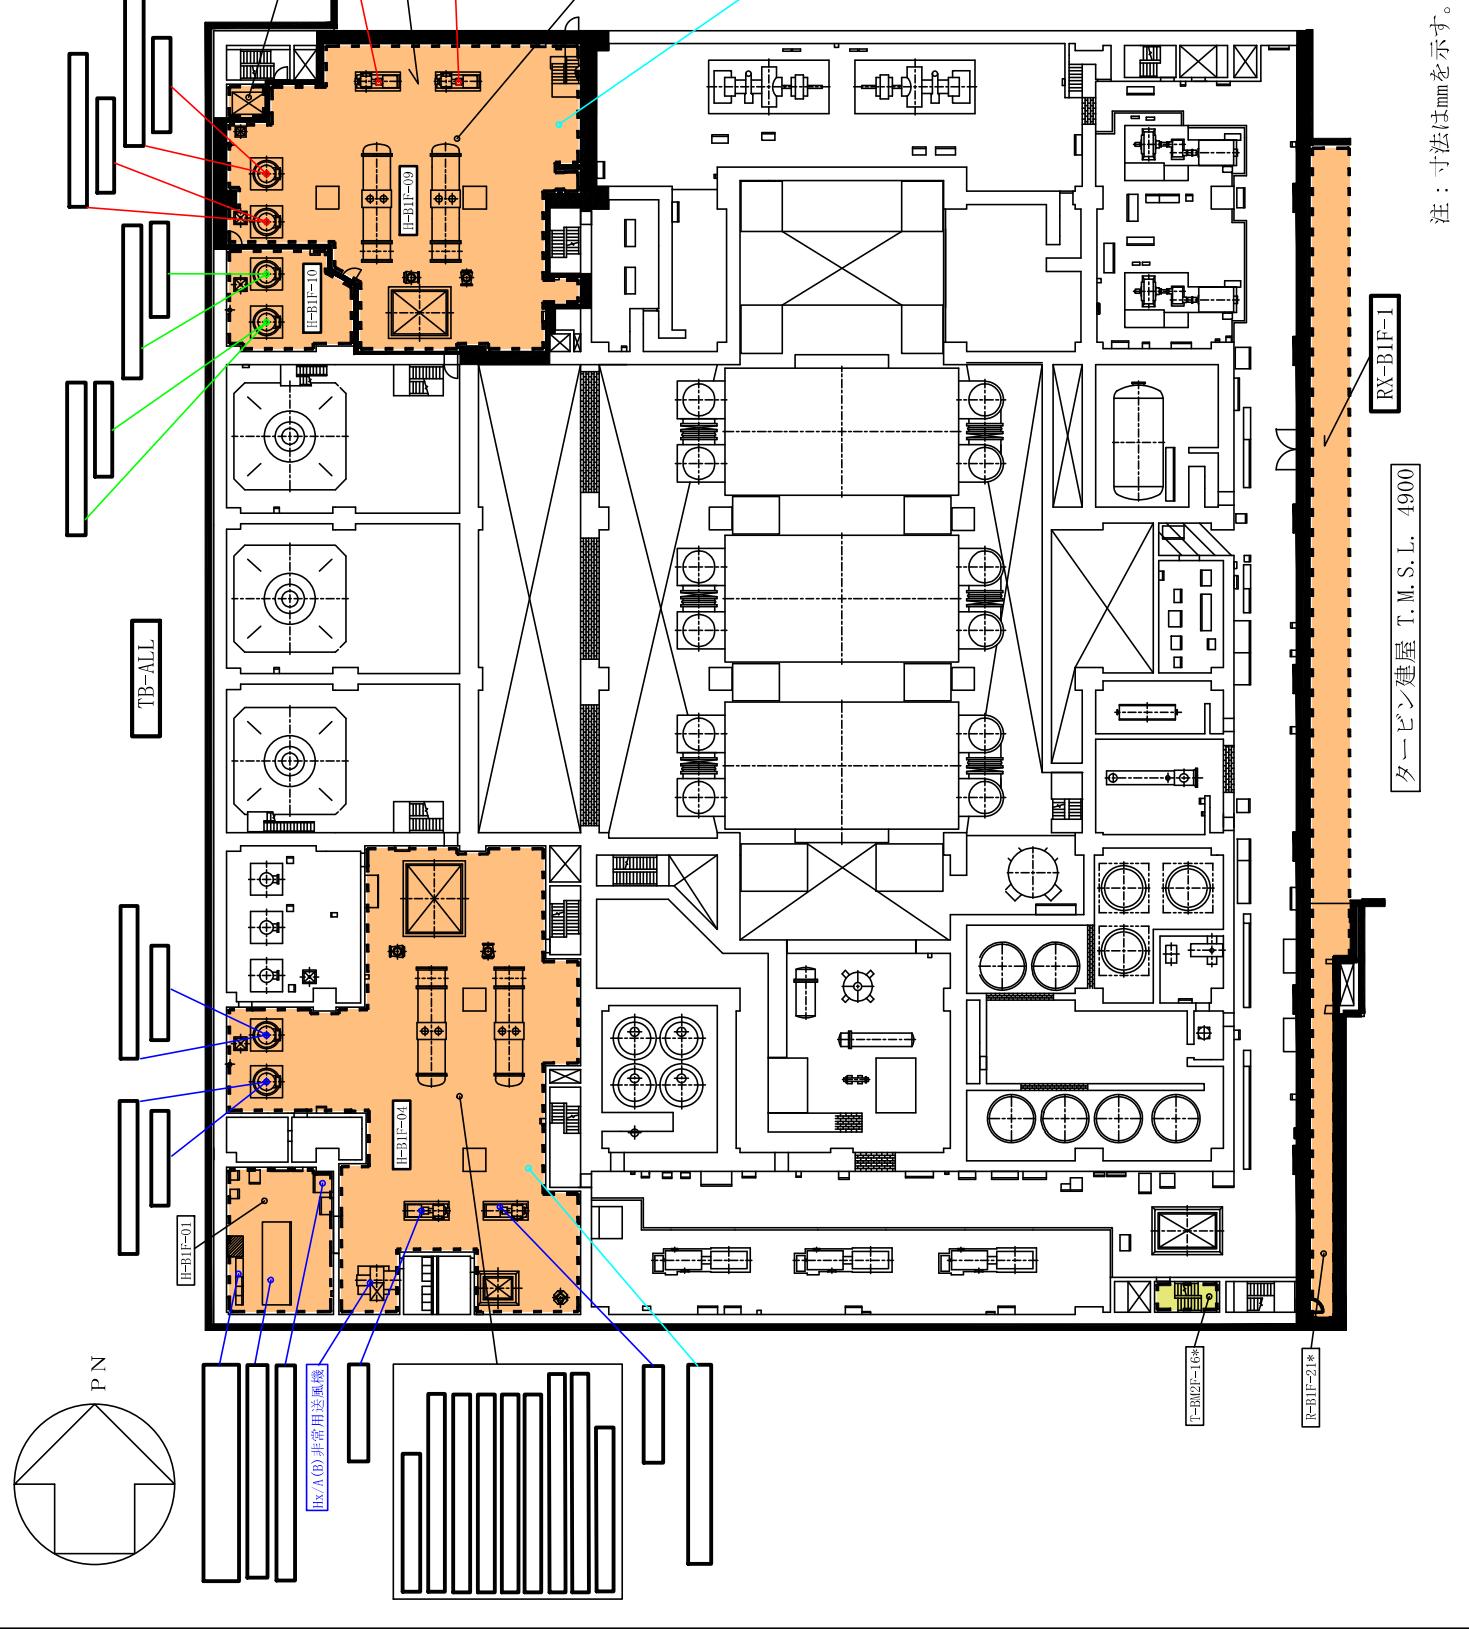 注：寸法はmmを示す。
H-B1F-09
H-B1F-10
RX-B1F-1
タービン建屋 T.M.S.L. 4900
TB-ALL
H-B1F-04
H-B1F-01
PN
Hx/A(B)非常用送風機
T-BM2F-16*
R-B1F-21*